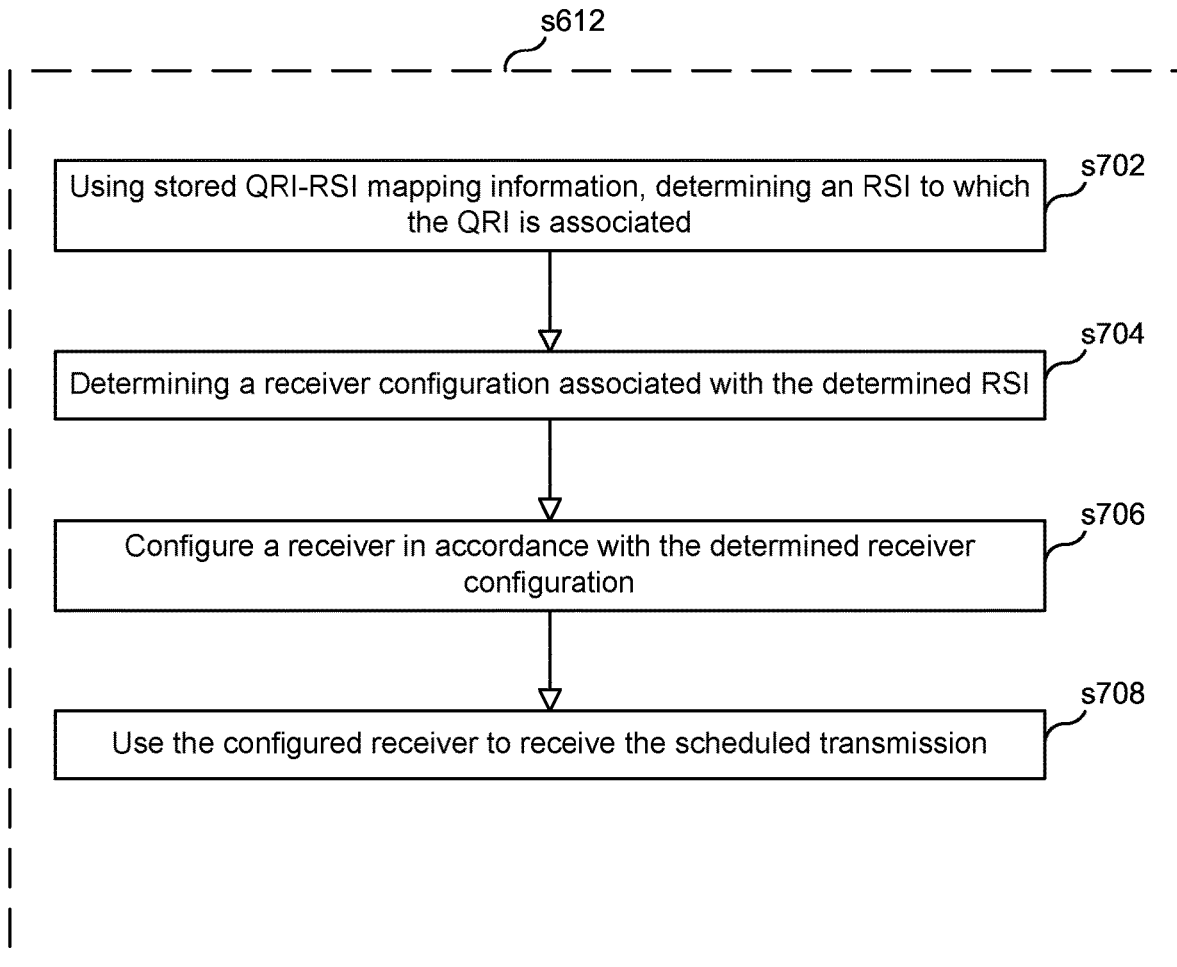 s612
s702
Using stored QRI-RSI mapping information, determining an RSI to which
the QRI is associated
s704
Determining a receiver configuration associated with the determined RSI
s706
Configure a receiver in accordance with the determined receiver
configuration
s708
Use the configured receiver to receive the scheduled transmission